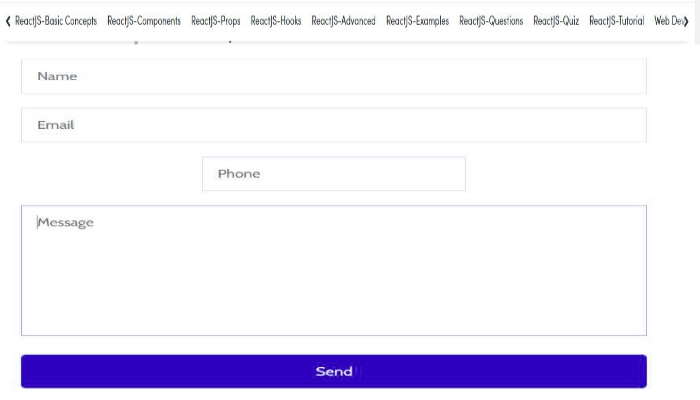 ReactJS-Basic Concepts ReactJS-Components ReactJS-Props ReactJS-Hooks ReactJS-Advanced ReactJS-Examples ReactJS-Questions ReactJS-Quiz ReactJS-Tutorial Web Dev
Name
Email
Phone
Message
Send